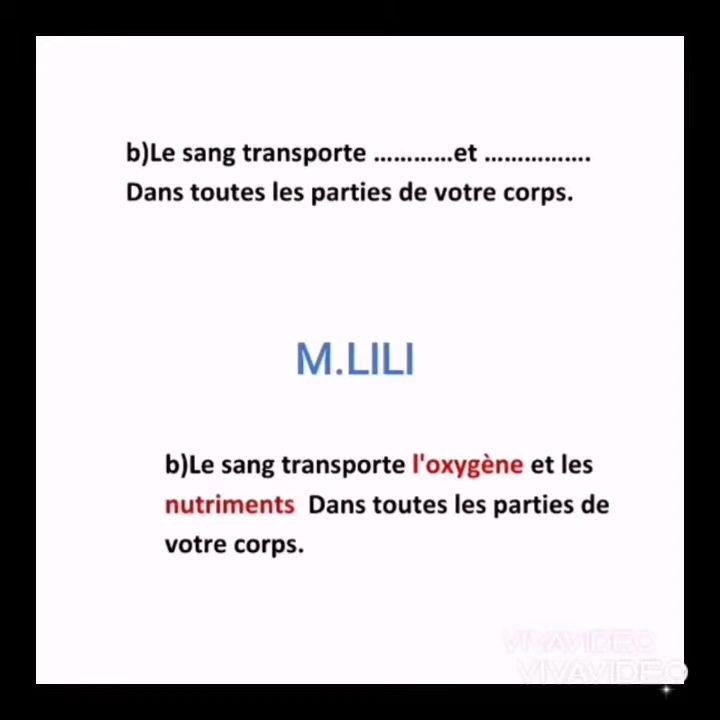 b)Le sang transporte …………et …………….
Dans toutes les parties de votre corps.
M.LILI
b)Le sang transporte l'oxygène et les
nutriments Dans toutes les parties de
votre corps.
VIVAVIDEO
VIVAVIDEO